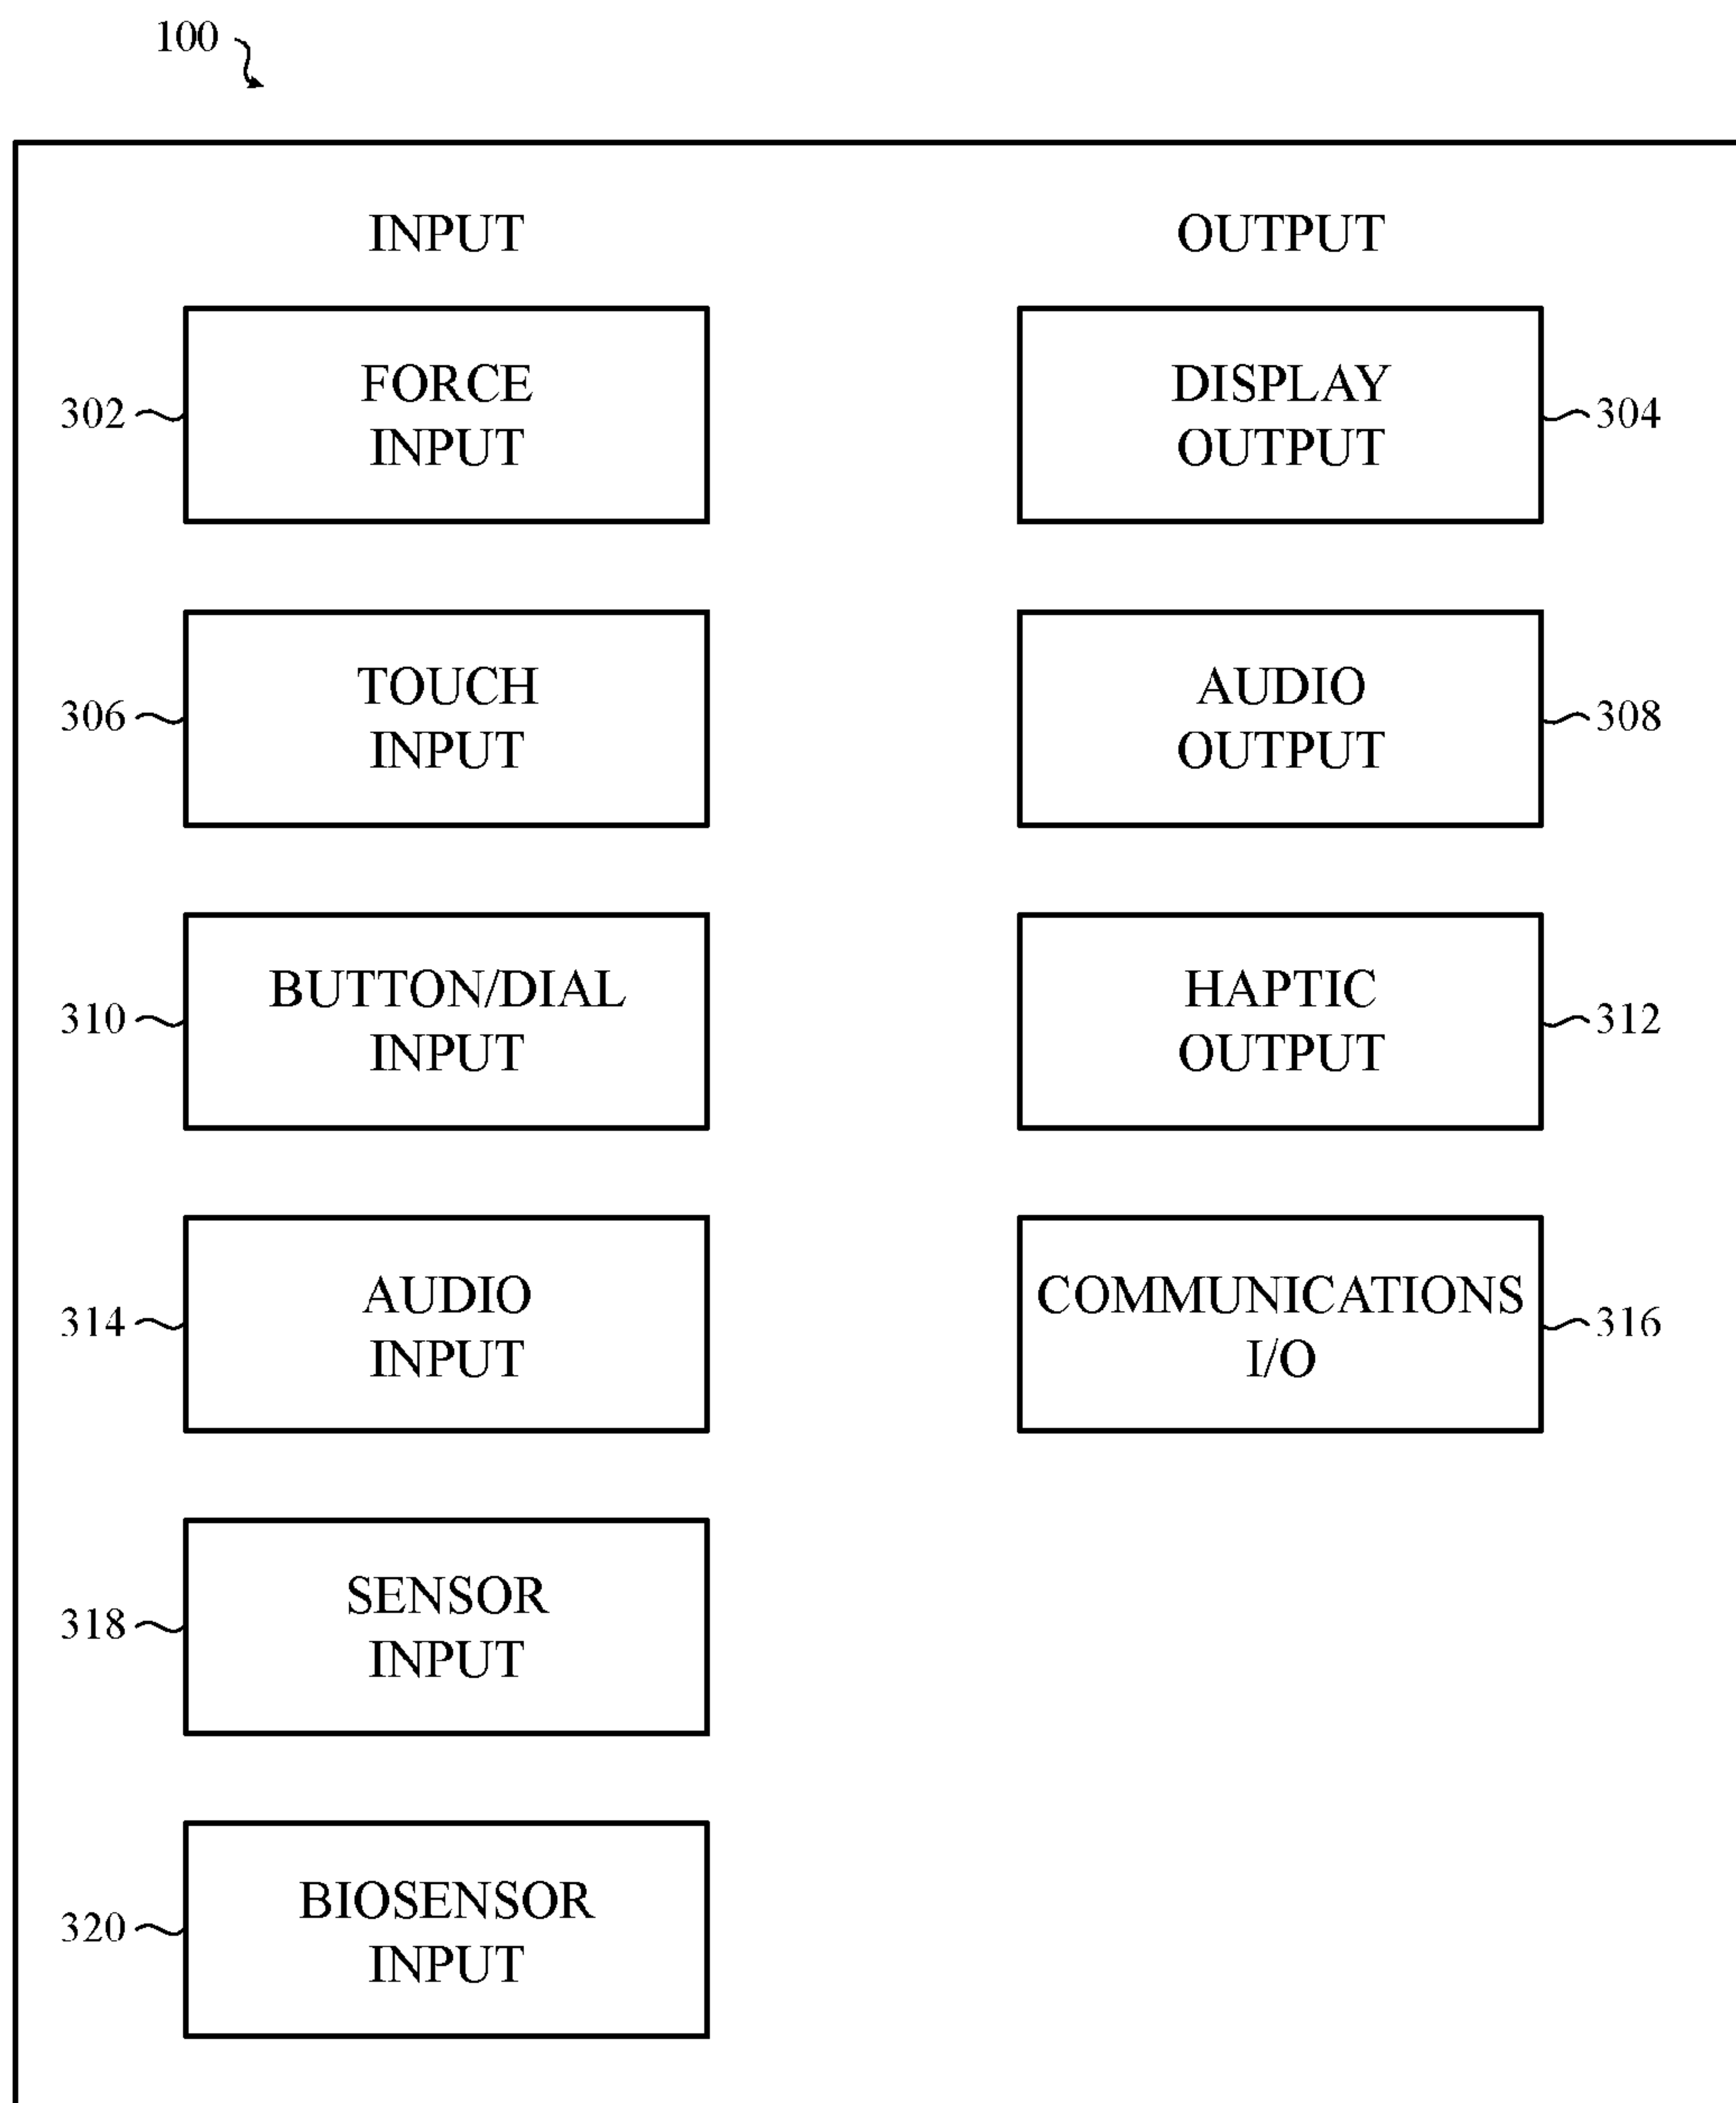 100
INPUT
OUTPUT
302
FORCE
INPUT
DISPLAY
OUTPUT
304
306
TOUCH
INPUT
AUDIO
OUTPUT
308
310
BUTTON/DIAL
INPUT
HAPTIC
OUTPUT
312
314
AUDIO
INPUT
COMMUNICATIONS
I/O
316
318
SENSOR
INPUT
320
BIOSENSOR
INPUT